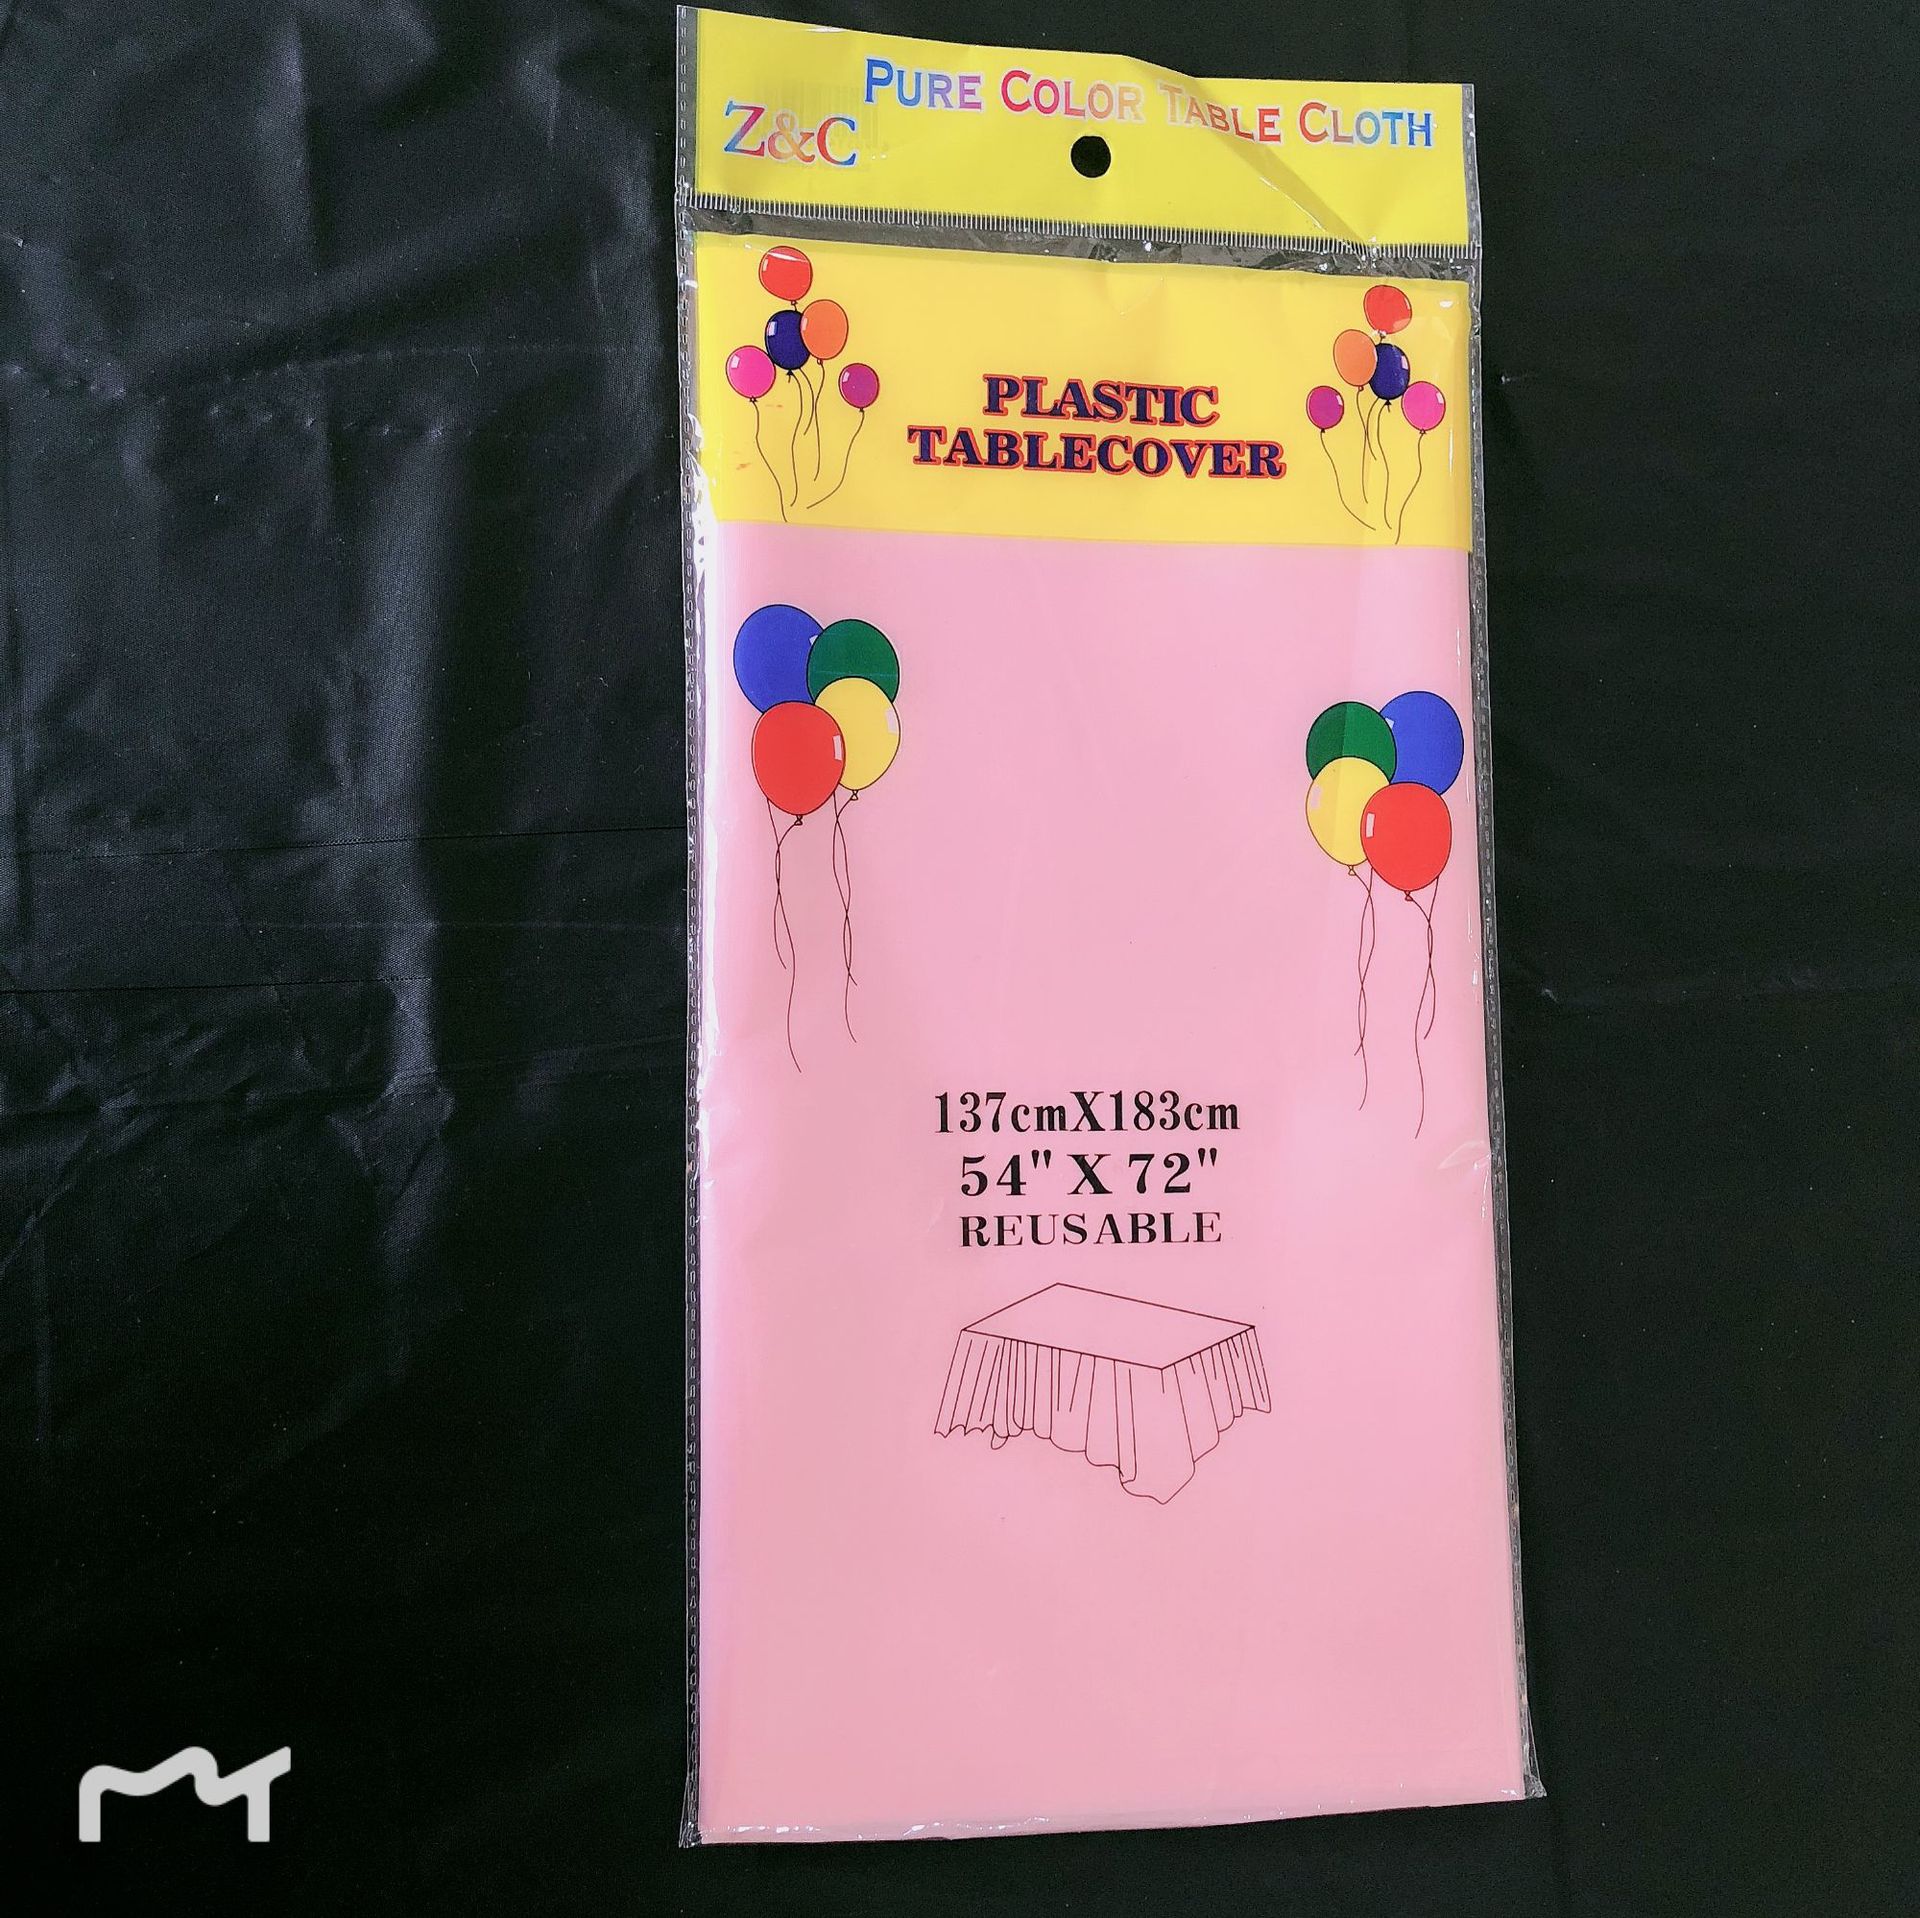 PURE COLOR TABLE CLOTH
Z&C
PLASTIC
TABLECOVER
137cmX183cm
54" X 72"
REUSABLE